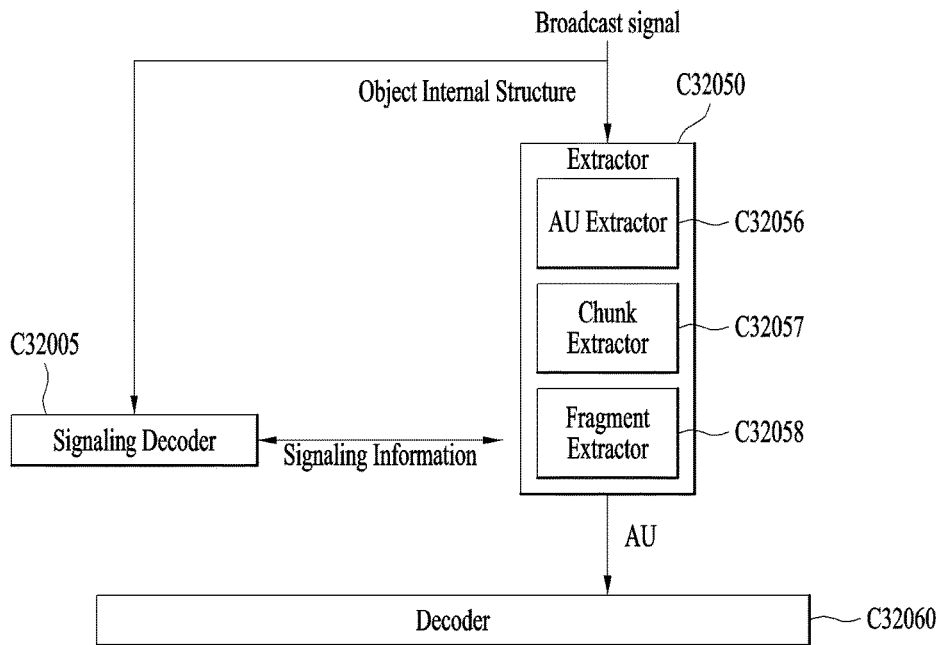 Broadcast signal
Object Internal Structure
C32050
Extractor
AU Extractor
C32056
Chunk
Extractor
C32057
C32005
Fragment
Extractor
C32058
Signaling Decoder
Signaling Information
AU
Decoder
C32060